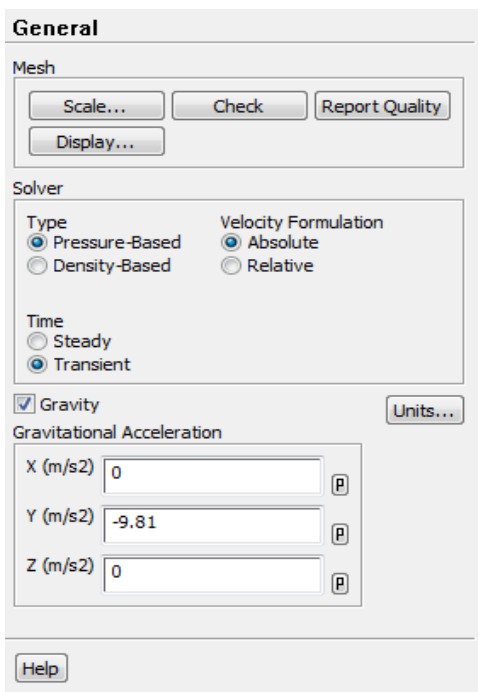 General
Mesh
Scale... Check Report Quality
Display...
Solver
Type Velocity Formulation
Pressure-Based Absolute
Density-Based Relative
Time
Steady
Transient
Gravity Units...
Gravitational Acceleration
X (m/s2) 0 P
Y (m/s2) -9.81 P
Z (m/s2) 0 P
Help